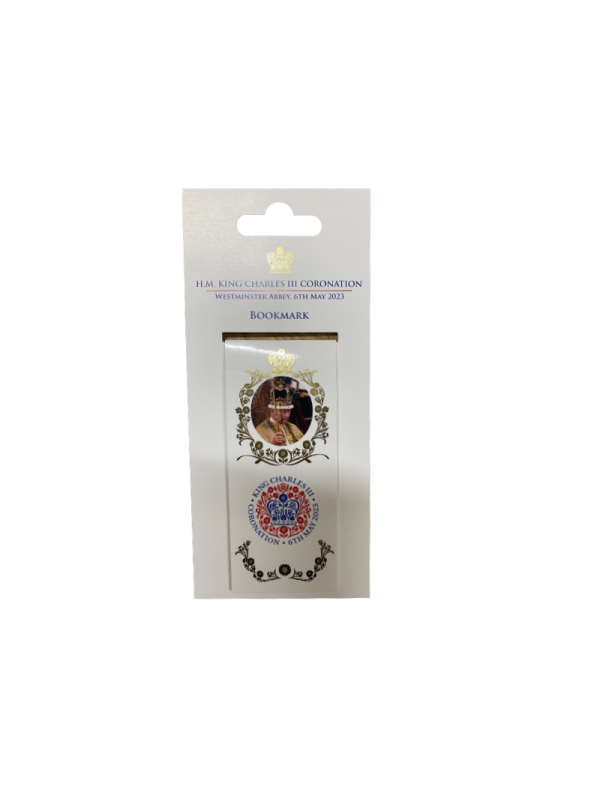 H.M. KING CHARLES III CORONATION
WESTMINSTER ABBEY, 6TH MAY 2023
BOOKMARK
• KING CHARLES III •
CORONATION • 6TH MAY 2023